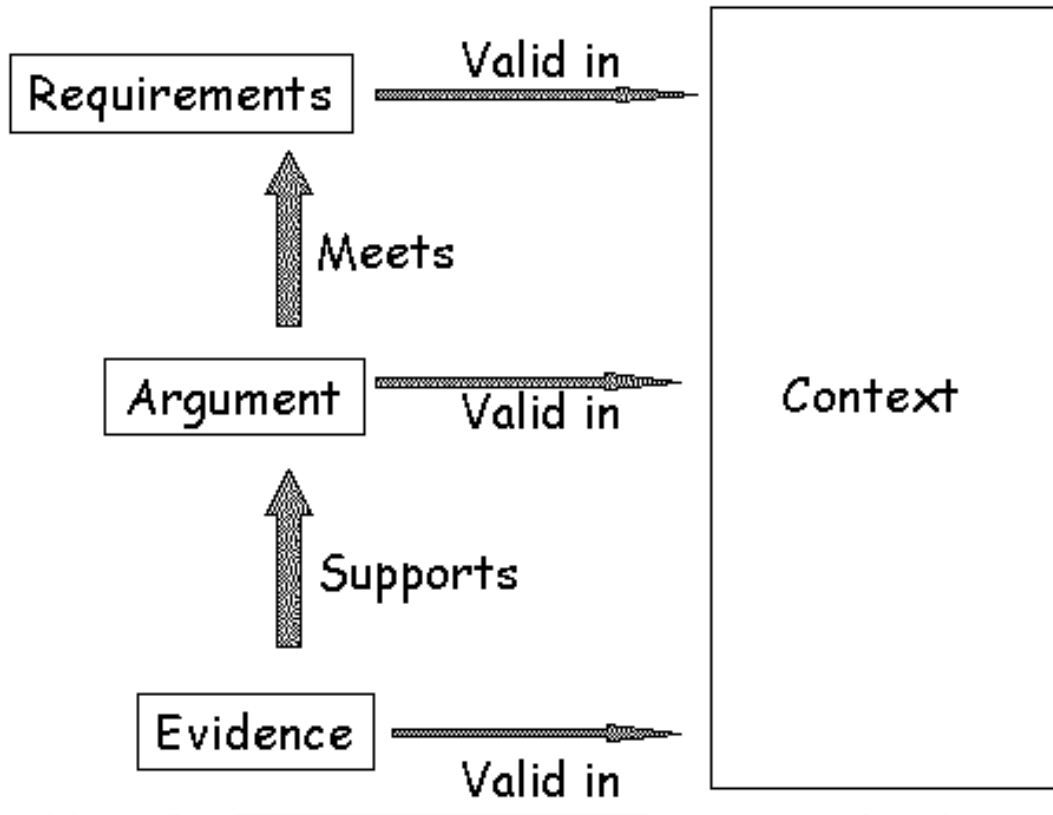 Valid in
Requirements
Meets
Argument
Valid in
Context
Supports
Evidence
Valid in